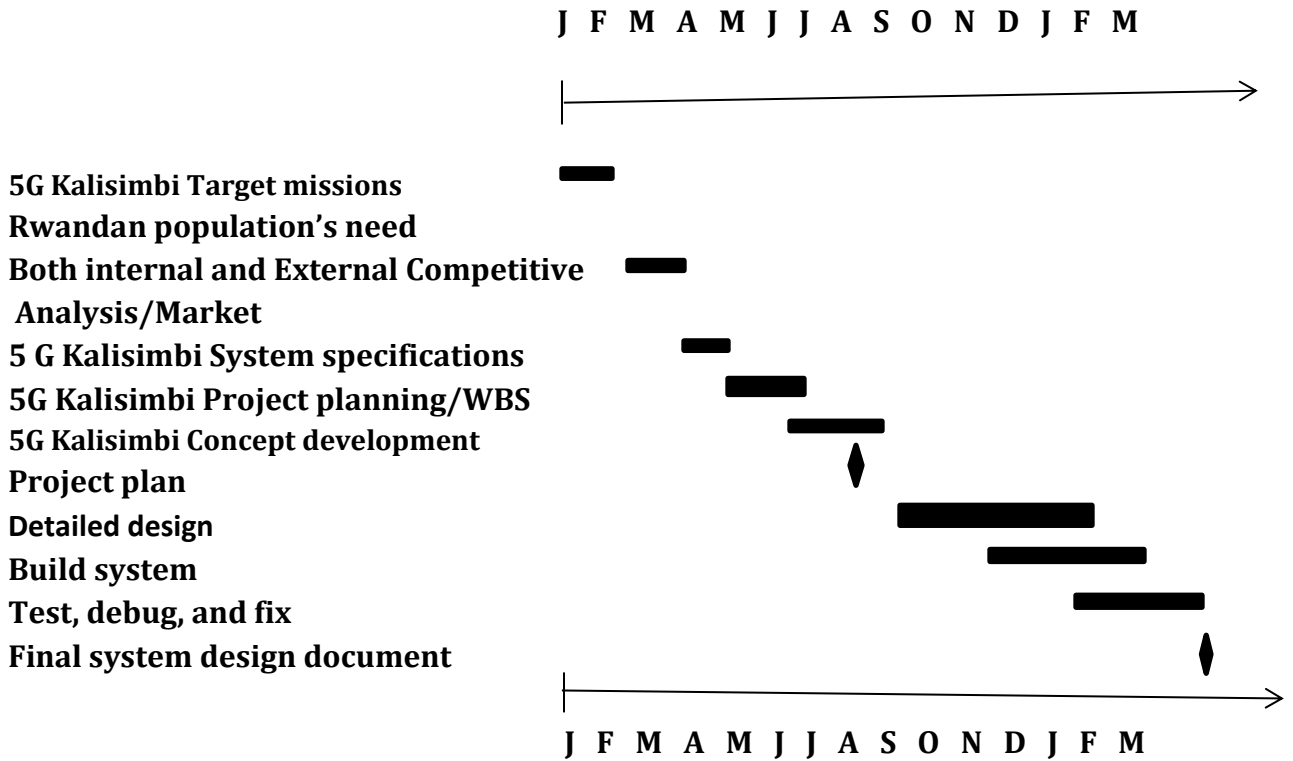 J F M A M J J A S O N D J F M
5G Kalisimbi Target missions
Rwandan population’s need
Both internal and External Competitive
Analysis/Market
5 G Kalisimbi System specifications
5G Kalisimbi Project planning/WBS
5G Kalisimbi Concept development
Project plan
Detailed design
Build system
Test, debug, and fix
Final system design document
J F M A M J J A S O N D J F M